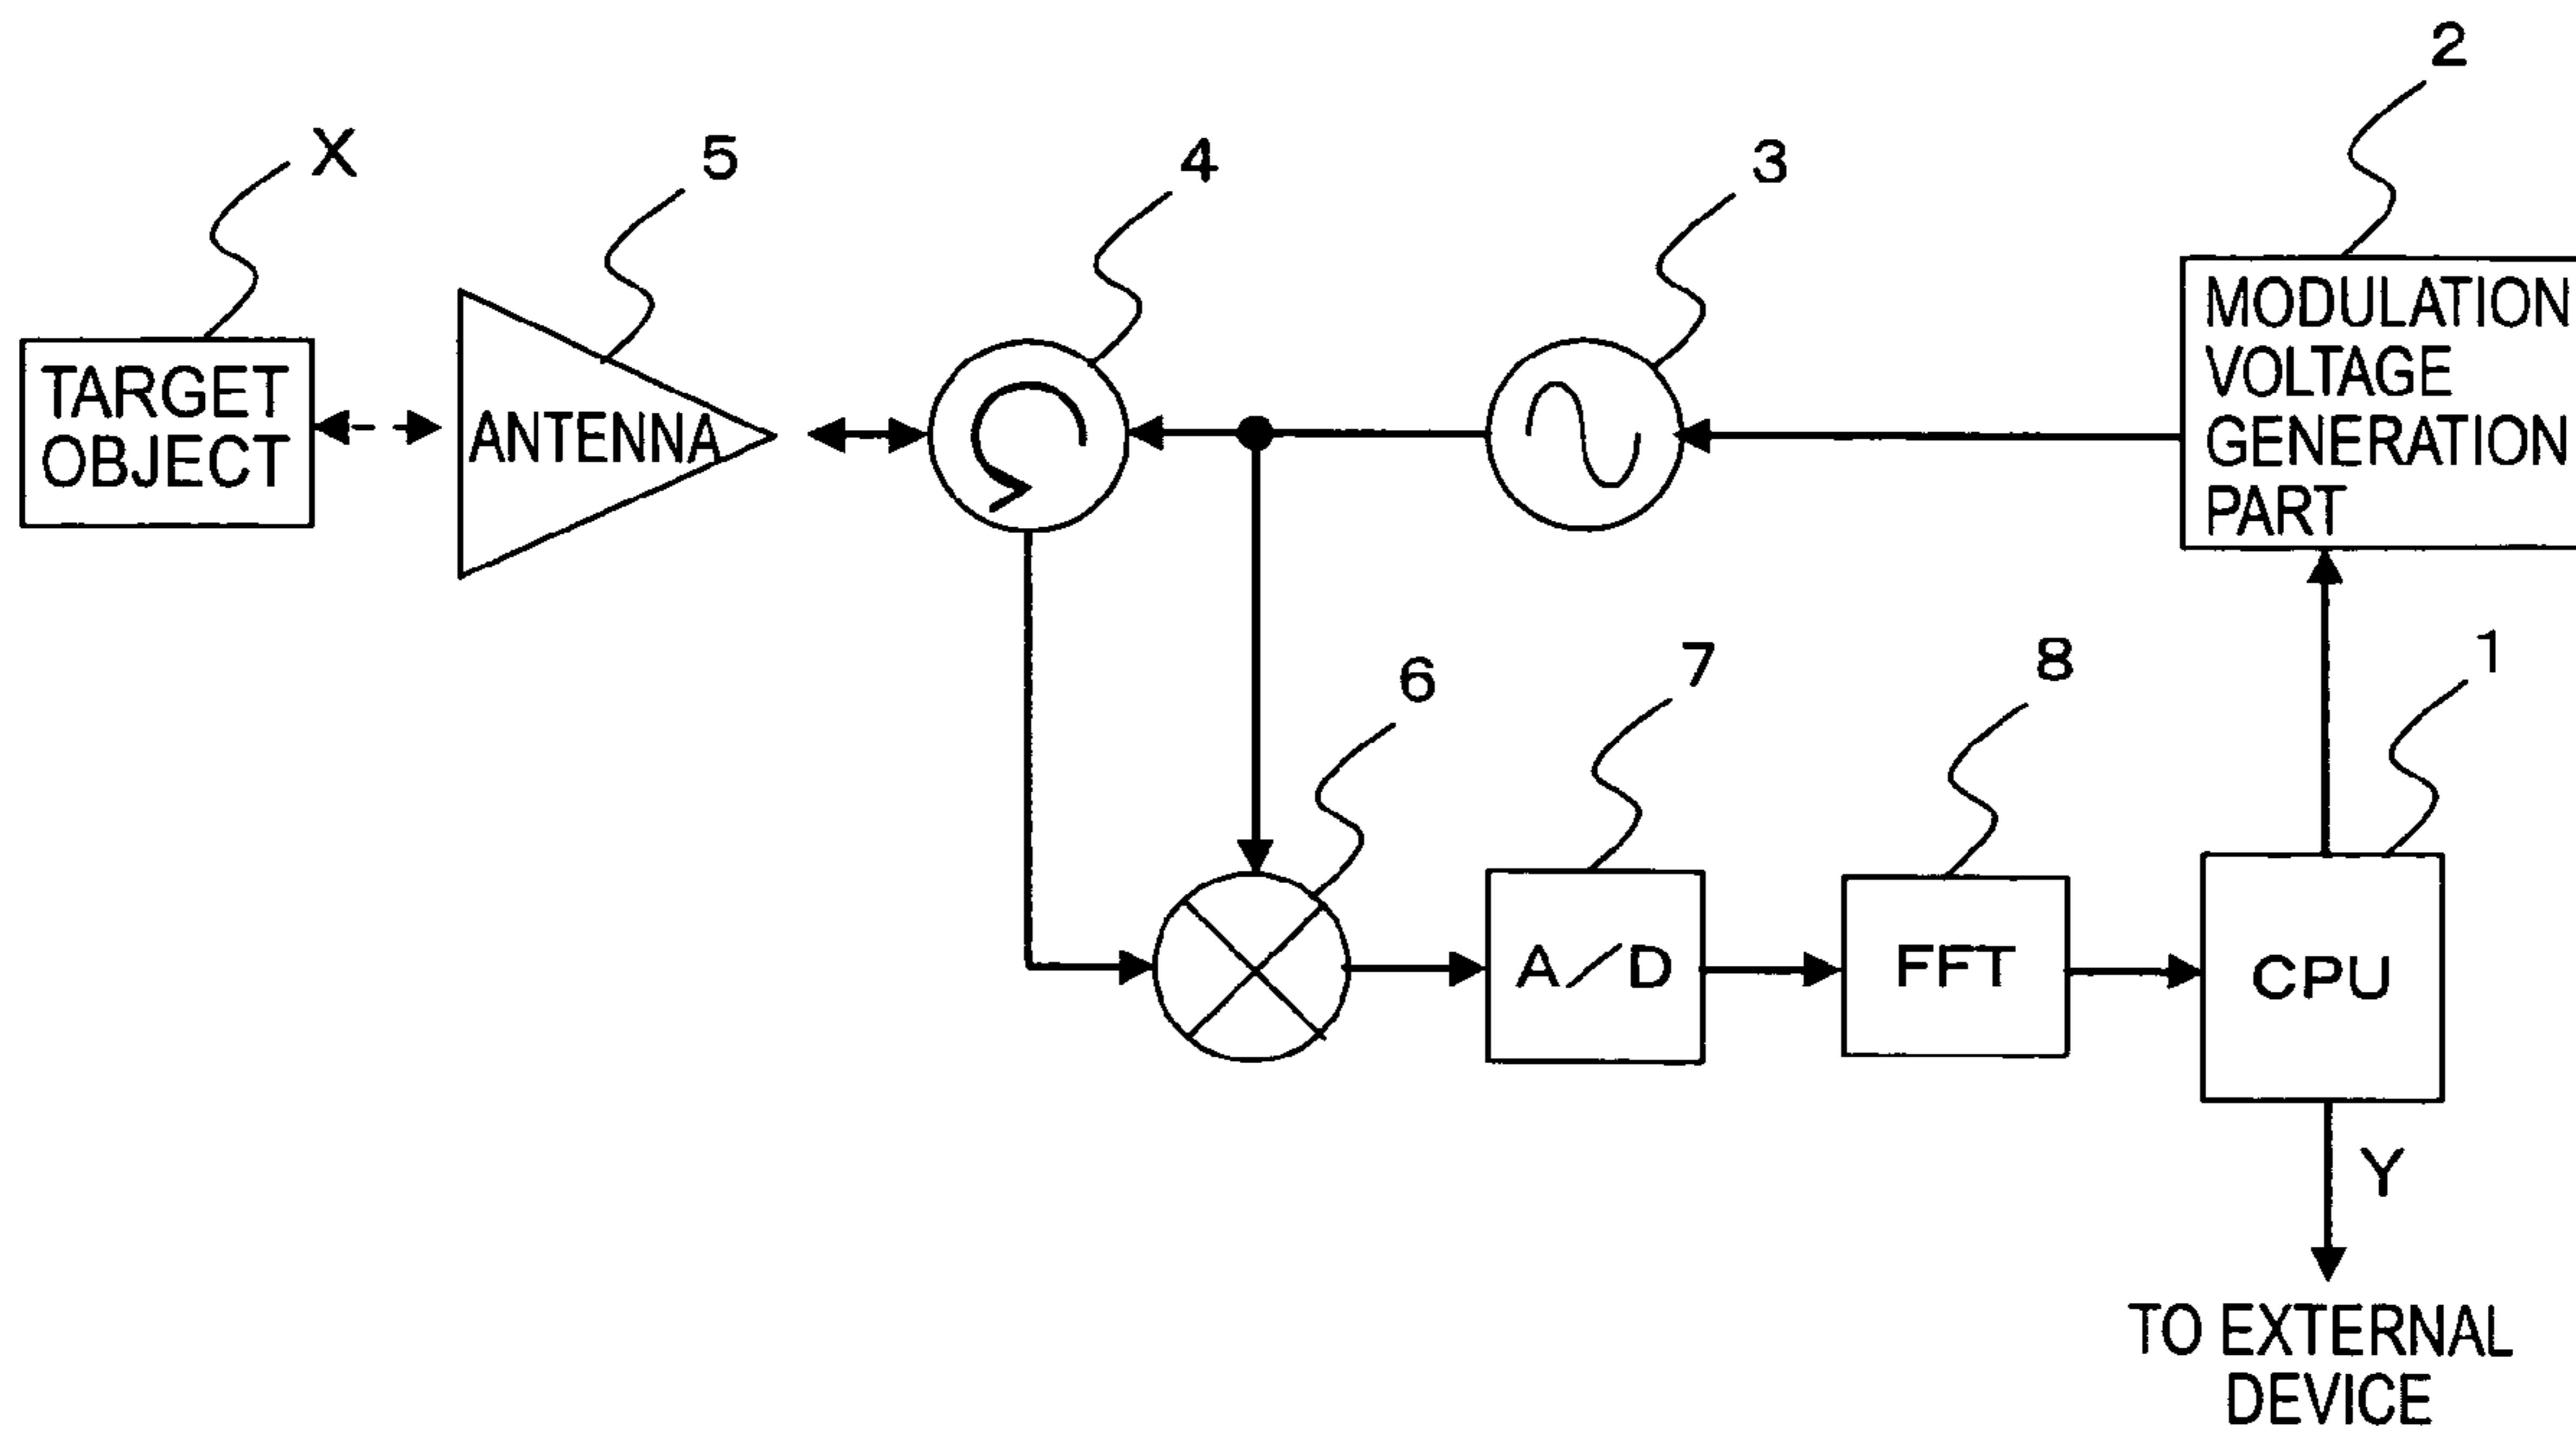 2
X
5
4
3
MODULATION
VOLTAGE
GENERATION
PART
TARGET
OBJECT
ANTENNA
6
7
8
1
A/D
FFT
CPU
Y
TO EXTERNAL
DEVICE